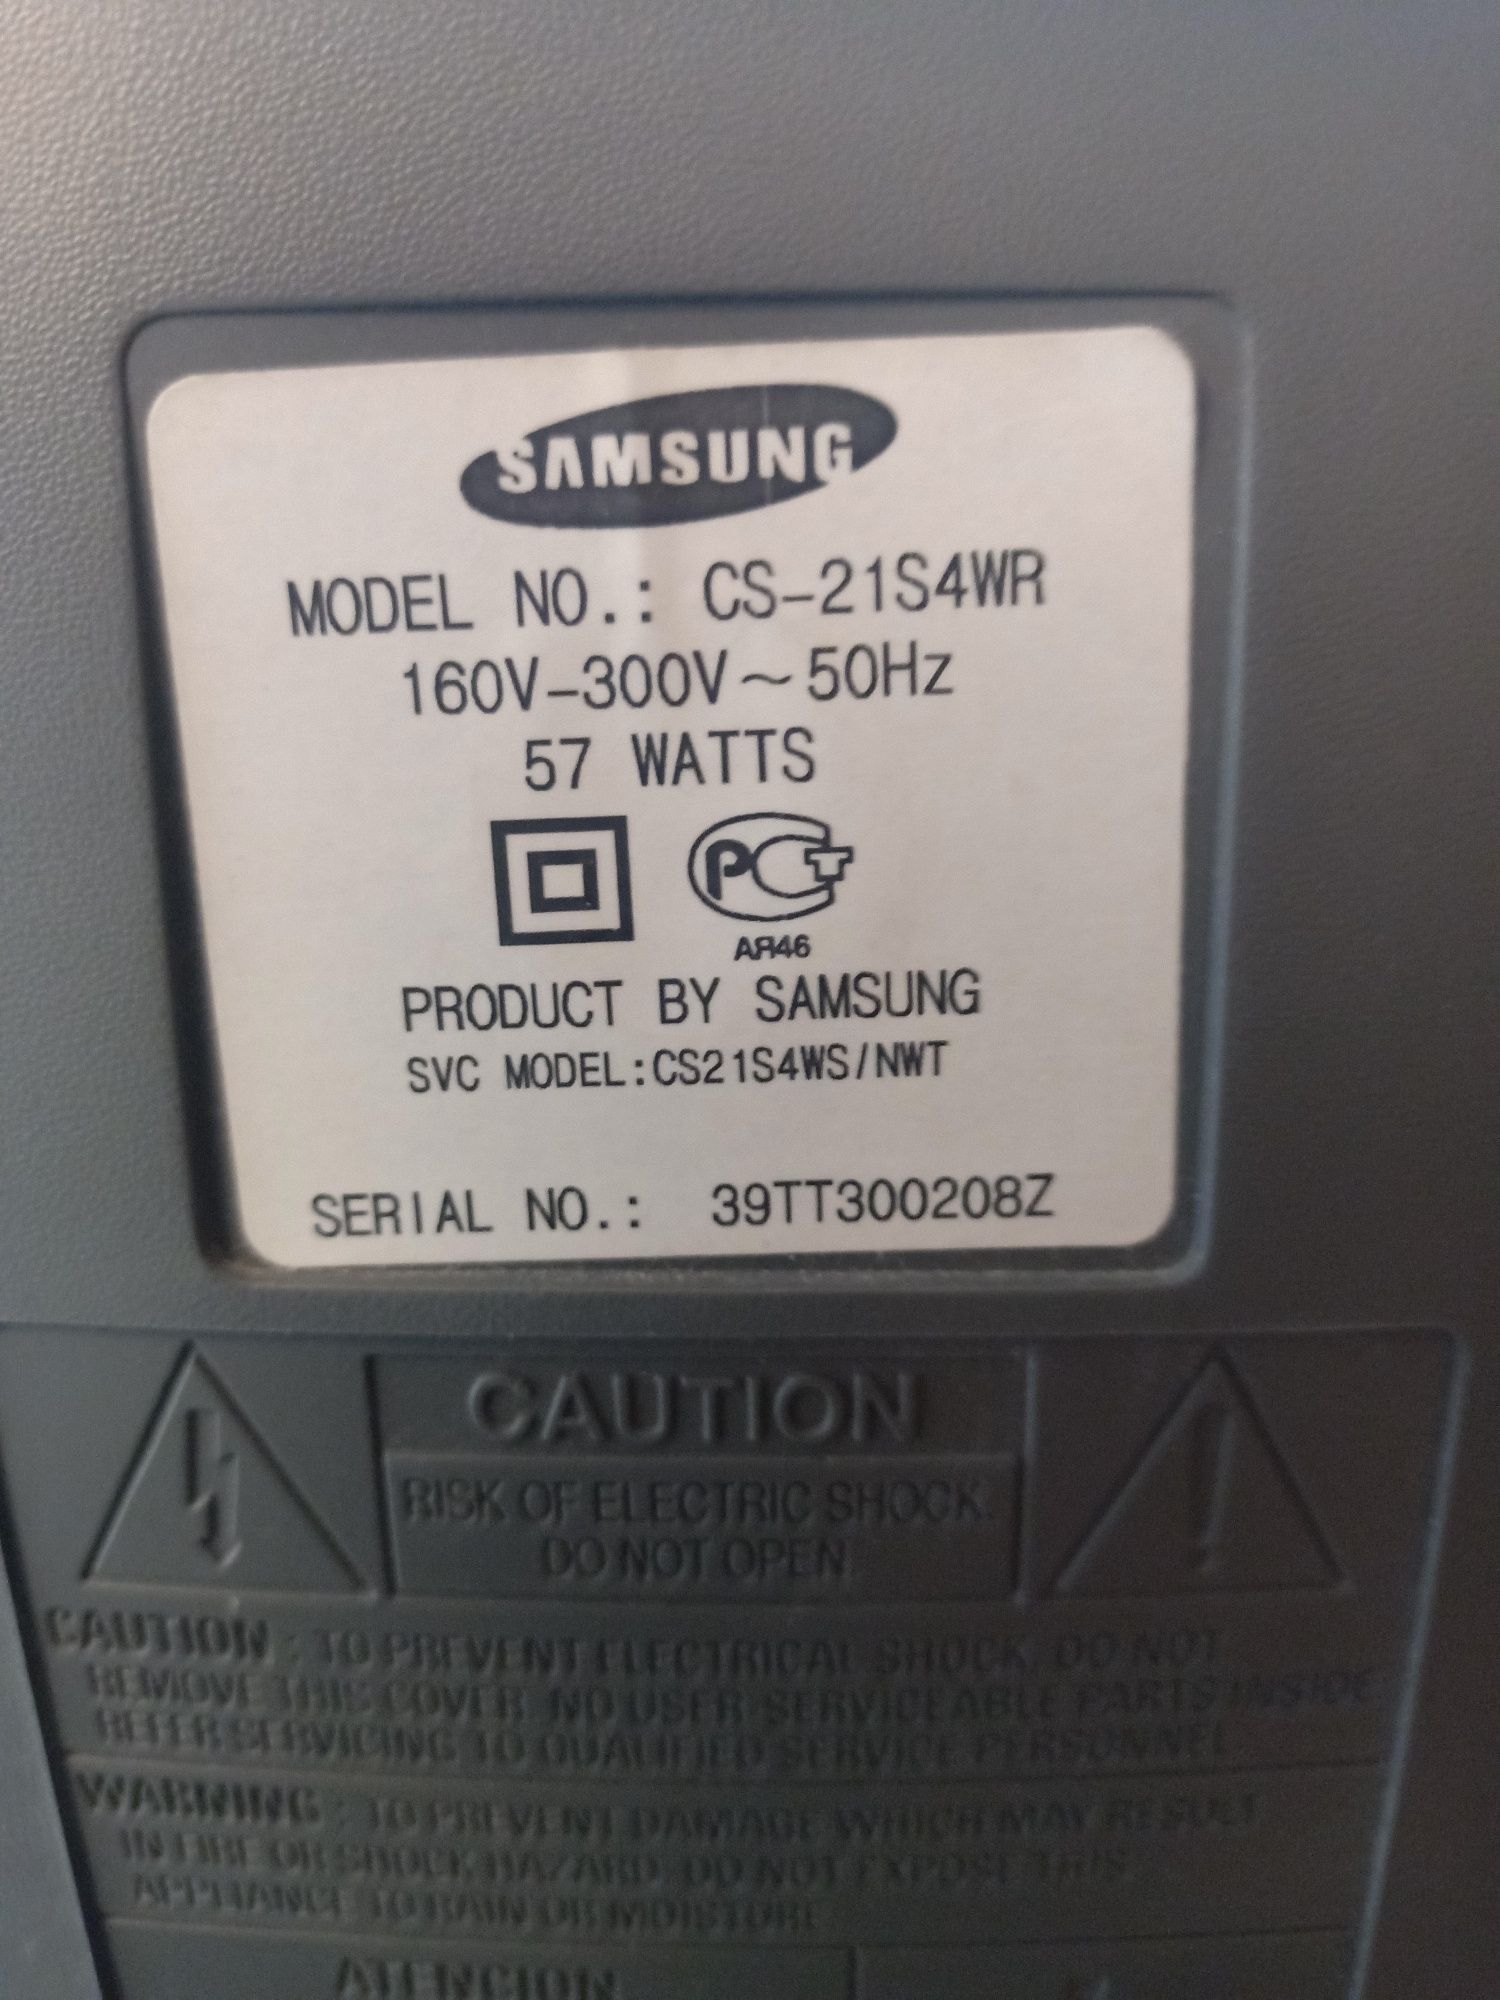 SAMSUNG
MODEL NO.: CS-21S4WR
160V-300V~50Hz
57 WATTS
РСТ
АЯ46
PRODUCT BY SAMSUNG
SVC MODEL:CS21S4WS/NWT
SERIAL NO.: 39TT300208Z
CAUTION
RISK OF ELECTRIC SHOCK.
DO NOT OPEN
CAUTION : TO PREVENT ELECTRICAL SHOCK, DO NOT
REMOVE THIS COVER. NO USER SERVICEABLE PARTS INSIDE
REFER SERVICING TO QUALIFIED SERVICE PERSONNEL
WARNING : TO PREVENT DAMAGE WHICH MAY RESULT
IN FIRE OR SHOCK HAZARD. DO NOT EXPOSE THIS
APPLIANCE TO RAIN OR MOISTURE
ATENCION